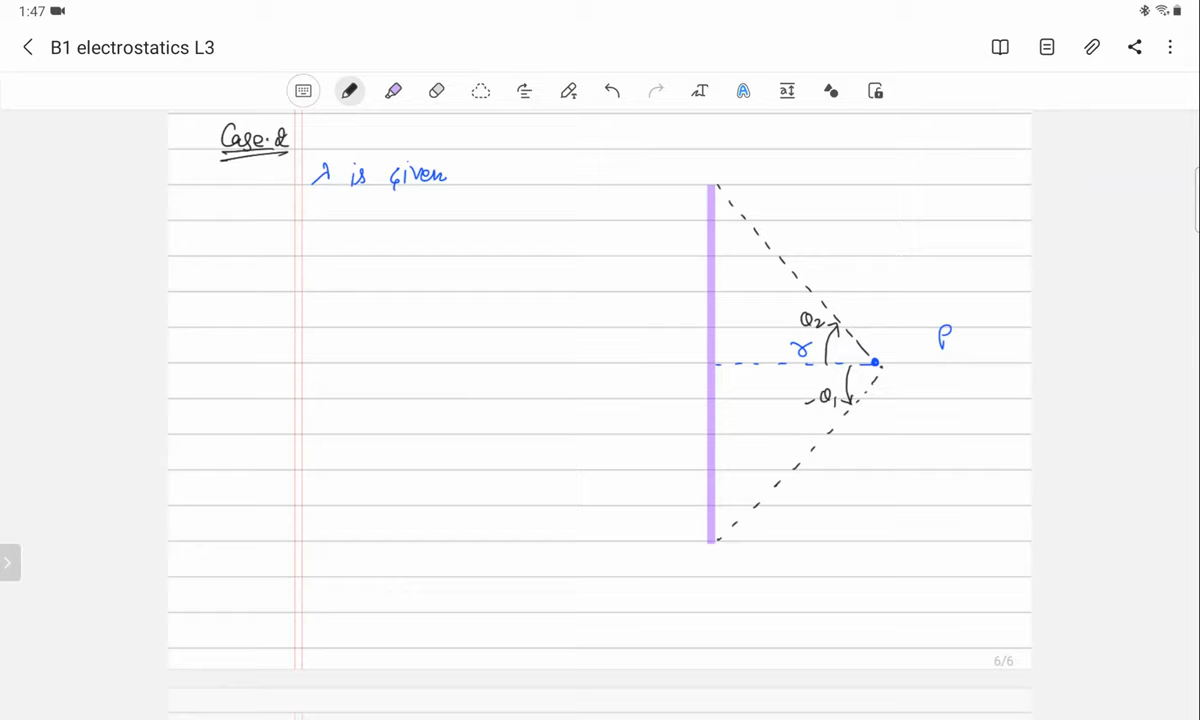 1:47
B1 electrostatics L3
Case·2
λ is given
θ₂
r
P
-θ₁
6/6